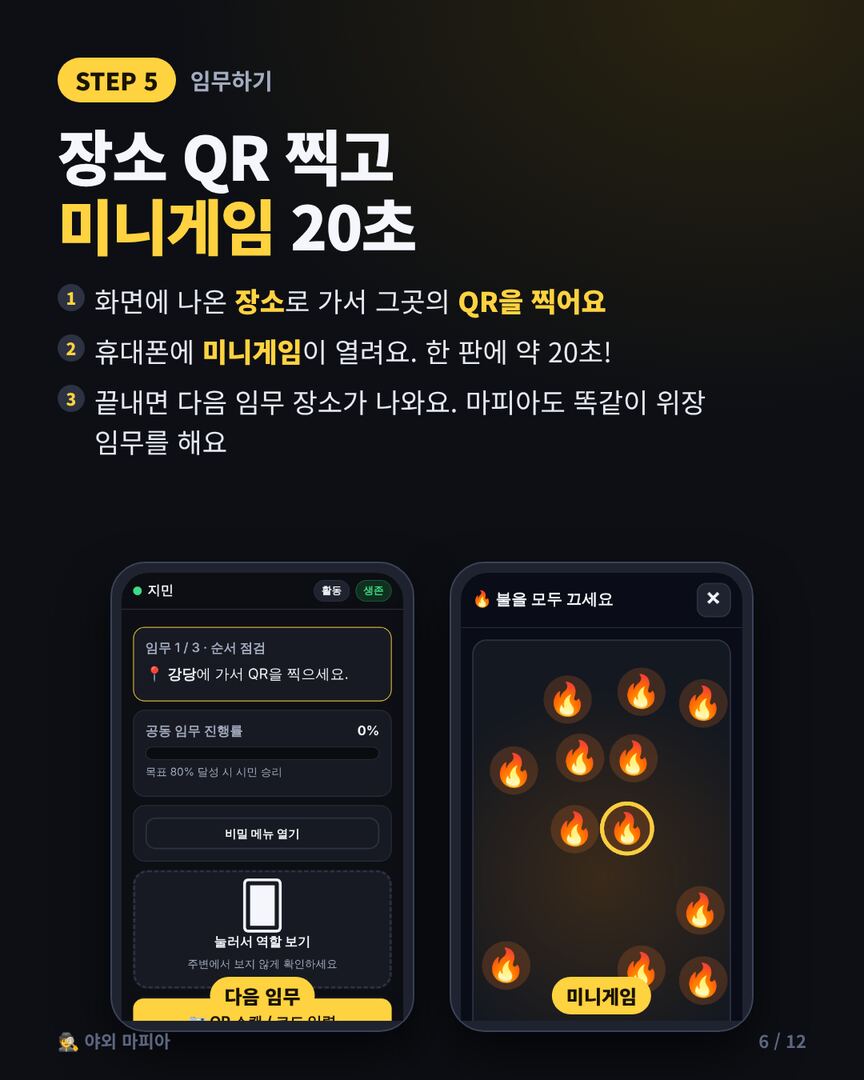 STEP 5 임무하기
장소 QR 찍고
미니게임 20초
1 화면에 나온 장소로 가서 그곳의 QR을 찍어요
2 휴대폰에 미니게임이 열려요. 한 판에 약 20초!
3 끝내면 다음 임무 장소가 나와요. 마피아도 똑같이 위장
임무를 해요
지민 활동 생존
임무 1 / 3 · 순서 점검
📍 강당에 가서 QR을 찍으세요.
공동 임무 진행률 0%
목표 80% 달성 시 시민 승리
비밀 메뉴 열기
눌러서 역할 보기
주변에서 보지 않게 확인하세요
다음 임무
🔥 불을 모두 끄세요 ✕
미니게임
🕵️ 야외 마피아
6 / 12